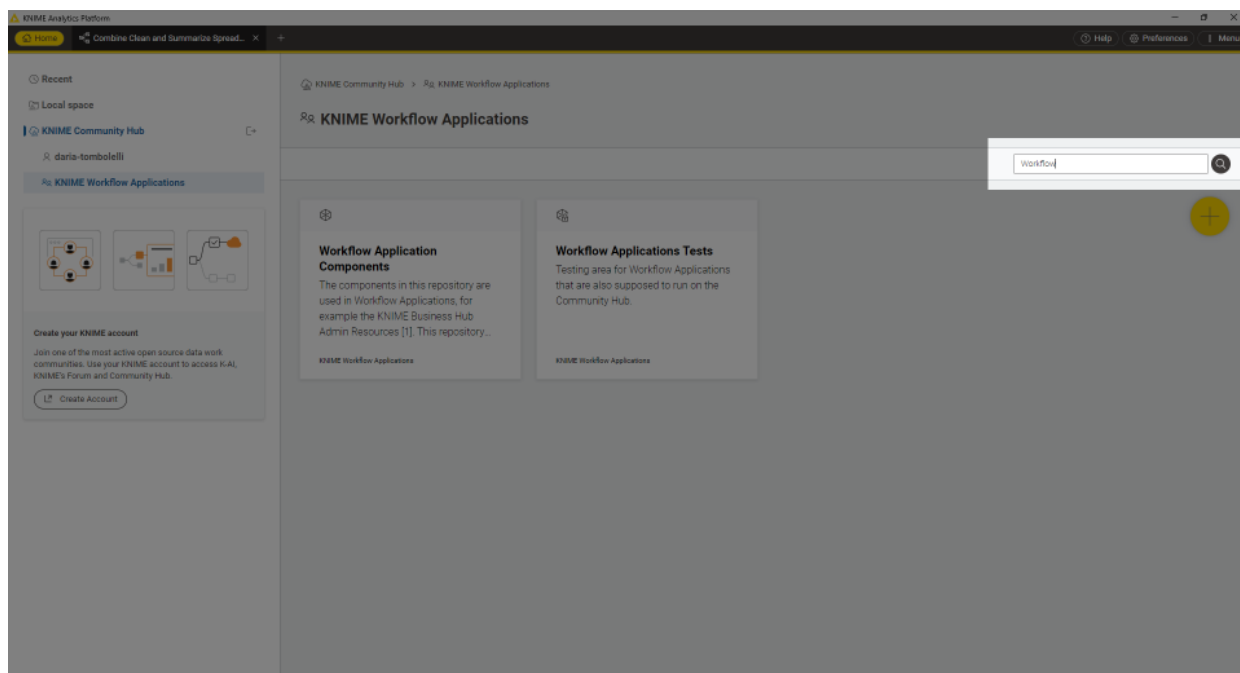 KNIME Analytics Platform
Home
Combine Clean and Summarize Spread...
Help
Preferences
Menu
Recent
Local space
KNIME Community Hub
daria-tombolelli
KNIME Workflow Applications
Create your KNIME account
Join one of the most active open source data work
communities. Use your KNIME account to access K-AI,
KNIME's Forum and Community Hub.
Create Account
KNIME Community Hub > KNIME Workflow Applications
KNIME Workflow Applications
Workflow
Workflow Application
Components
The components in this repository are
used in Workflow Applications, for
example the KNIME Business Hub
Admin Resources [1]. This repository...
KNIME Workflow Applications
Workflow Applications Tests
Testing area for Workflow Applications
that are also supposed to run on the
Community Hub.
KNIME Workflow Applications